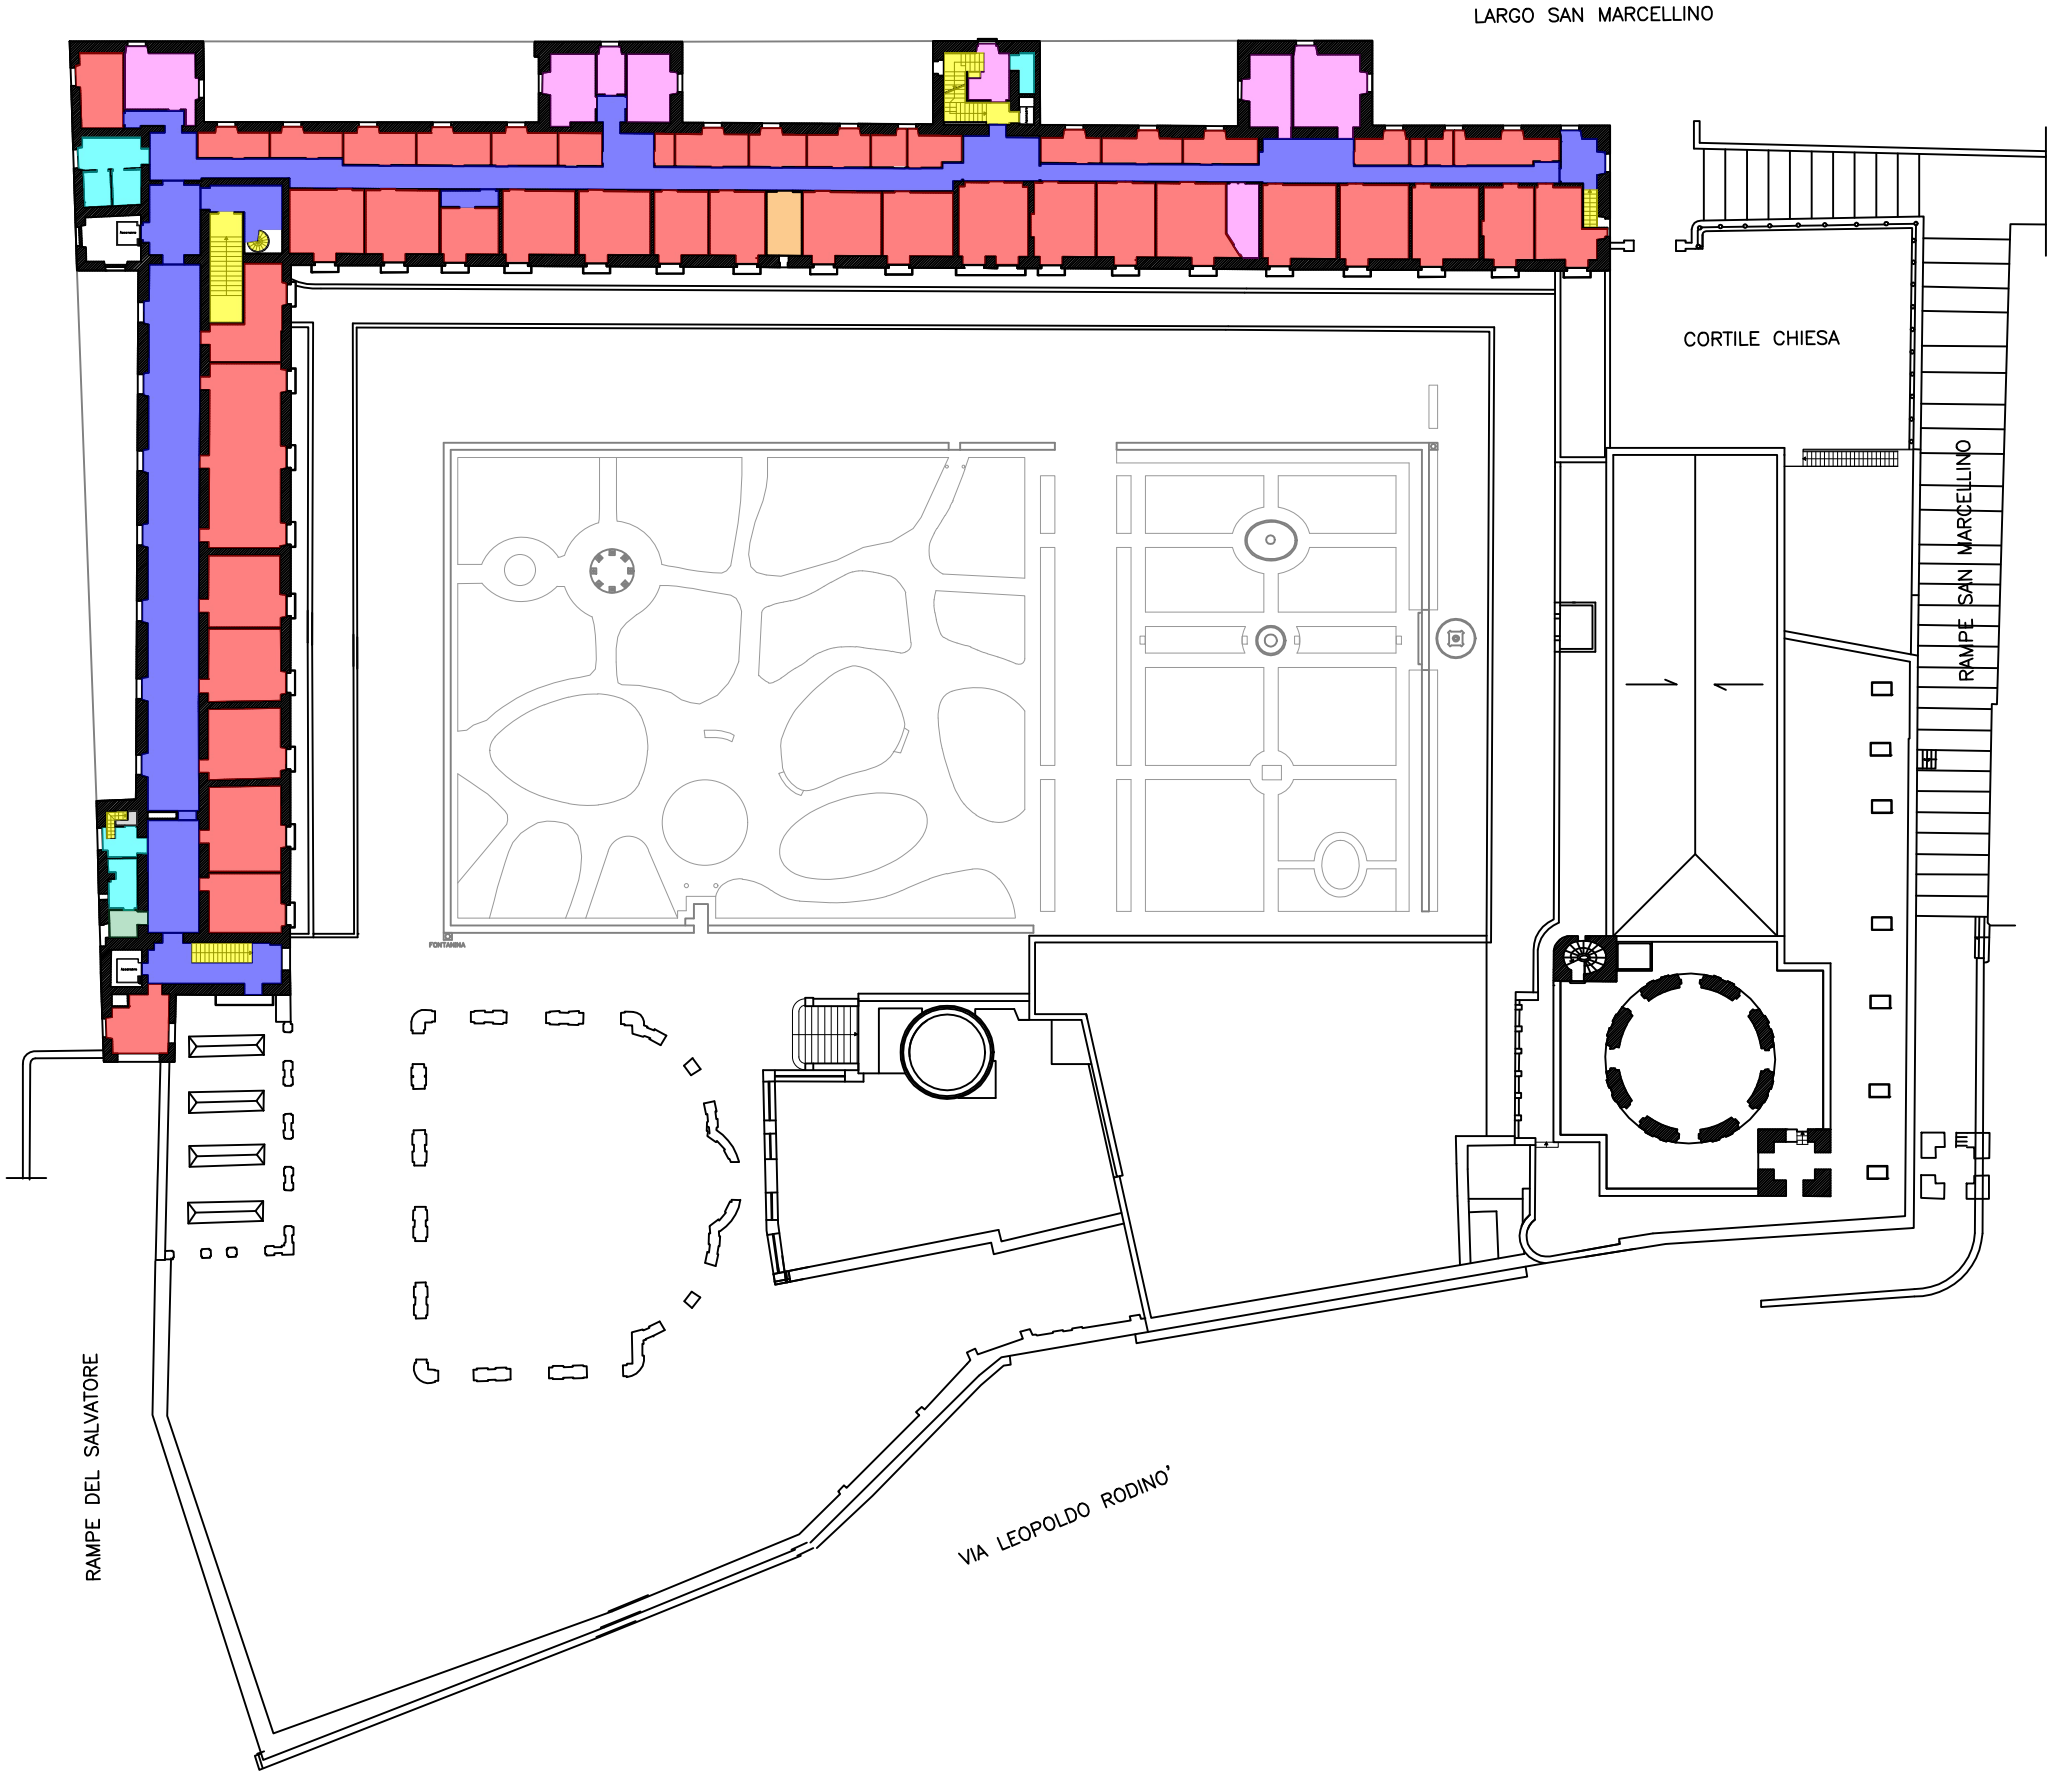 LARGO SAN MARCELLINO
CORTILE CHIESA
RAMPE SAN MARCELLINO
FONTANINA
RAMPE DEL SALVATORE
VIA LEOPOLDO RODINO'